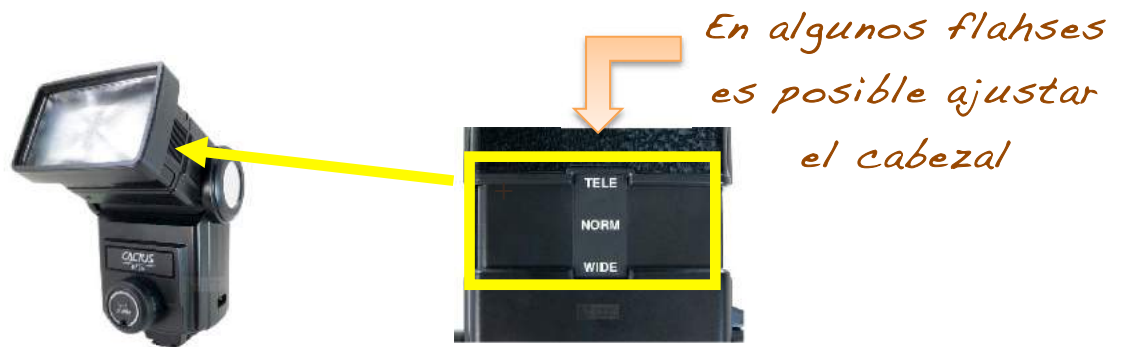 En algunos flahses
es posible ajustar
el cabezal
TELE
NORM
WIDE
CACTUS